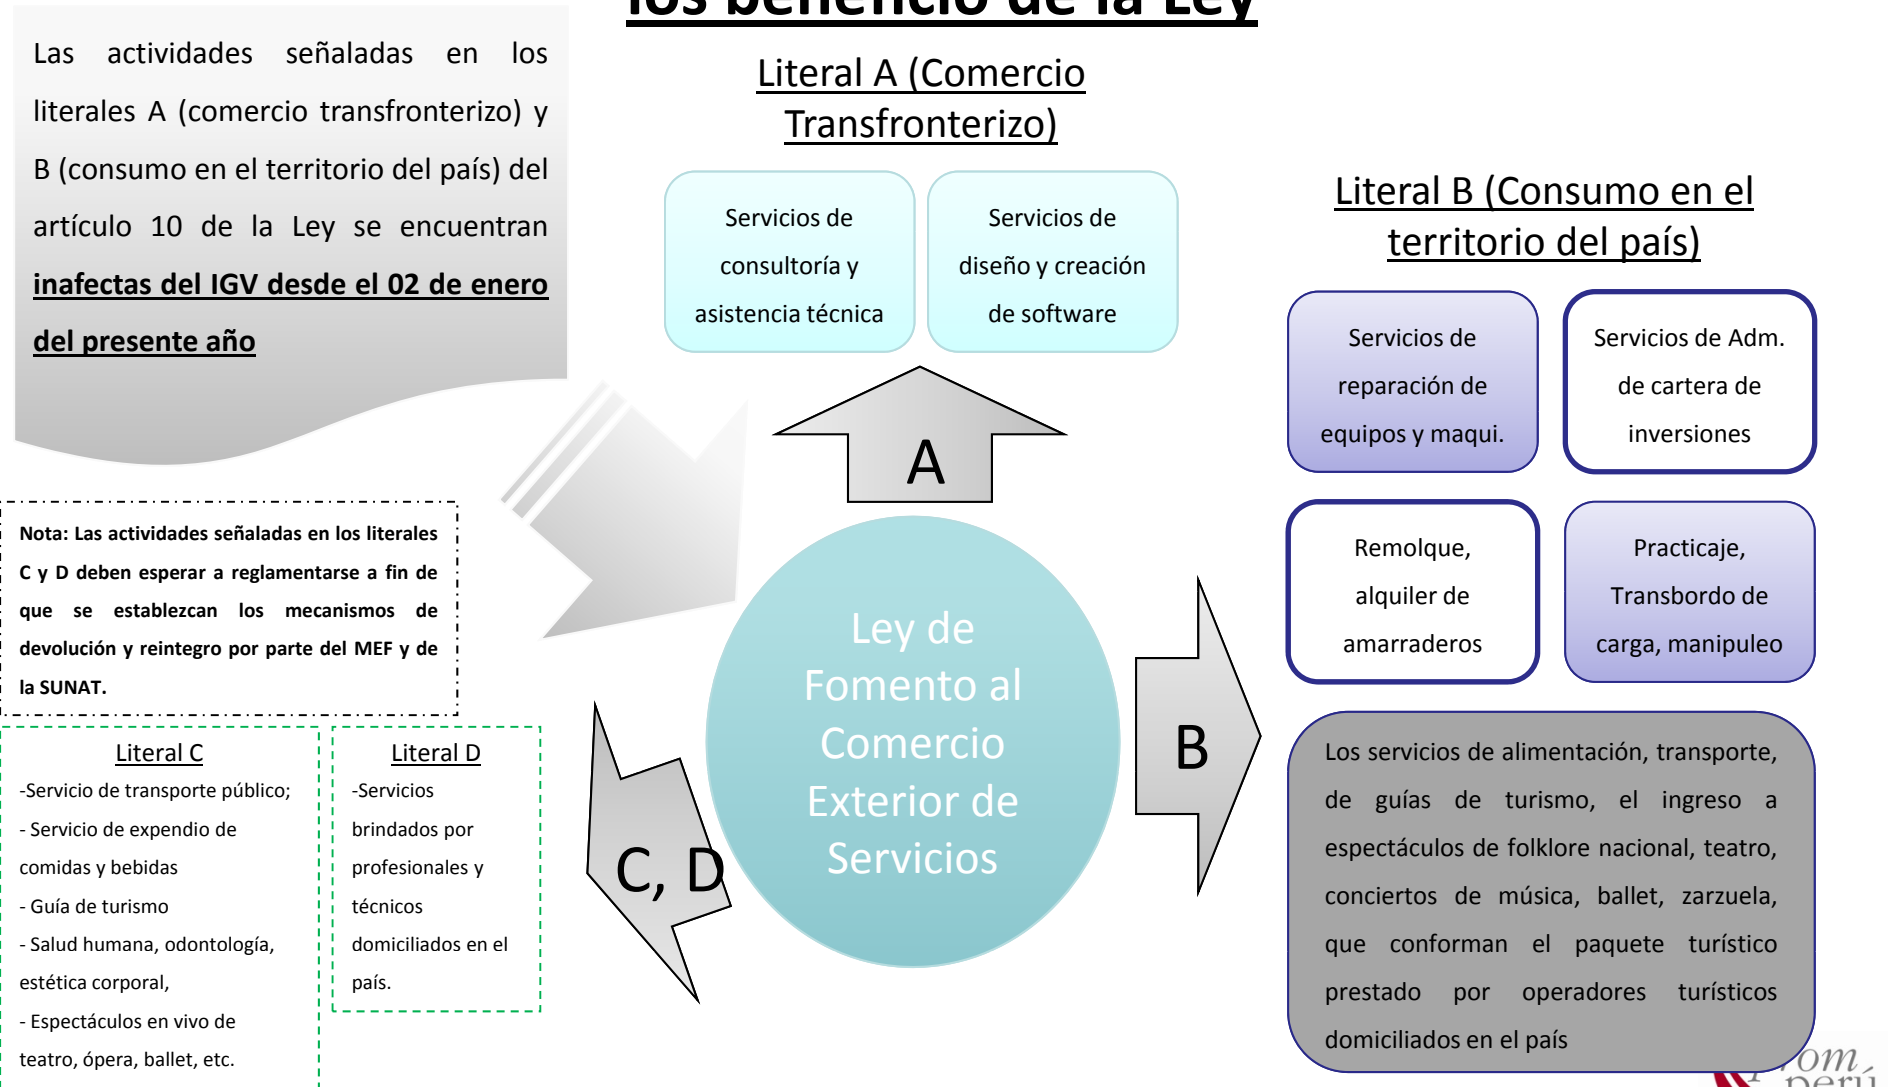 los beneficio de la Ley
Las actividades señaladas en los
literales A (comercio transfronterizo) y
B (consumo en el territorio del país) del
artículo 10 de la Ley se encuentran
inafectas del IGV desde el 02 de enero
del presente año
Literal A (Comercio
Transfronterizo)
Servicios de
consultoría y
asistencia técnica
Servicios de
diseño y creación
de software
Literal B (Consumo en el
territorio del país)
Servicios de
reparación de
equipos y maqui.
Servicios de Adm.
de cartera de
inversiones
Remolque,
alquiler de
amarraderos
Practicaje,
Transbordo de
carga, manipuleo
Los servicios de alimentación, transporte,
de guías de turismo, el ingreso a
espectáculos de folklore nacional, teatro,
conciertos de música, ballet, zarzuela,
que conforman el paquete turístico
prestado por operadores turísticos
domiciliados en el país
A
B
C, D
Ley de
Fomento al
Comercio
Exterior de
Servicios
Nota: Las actividades señaladas en los literales
C y D deben esperar a reglamentarse a fin de
que se establezcan los mecanismos de
devolución y reintegro por parte del MEF y de
la SUNAT.
Literal C
-Servicio de transporte público;
- Servicio de expendio de
comidas y bebidas
- Guía de turismo
- Salud humana, odontología,
estética corporal,
- Espectáculos en vivo de
teatro, ópera, ballet, etc.
Literal D
-Servicios
brindados por
profesionales y
técnicos
domiciliados en el
país.
perú